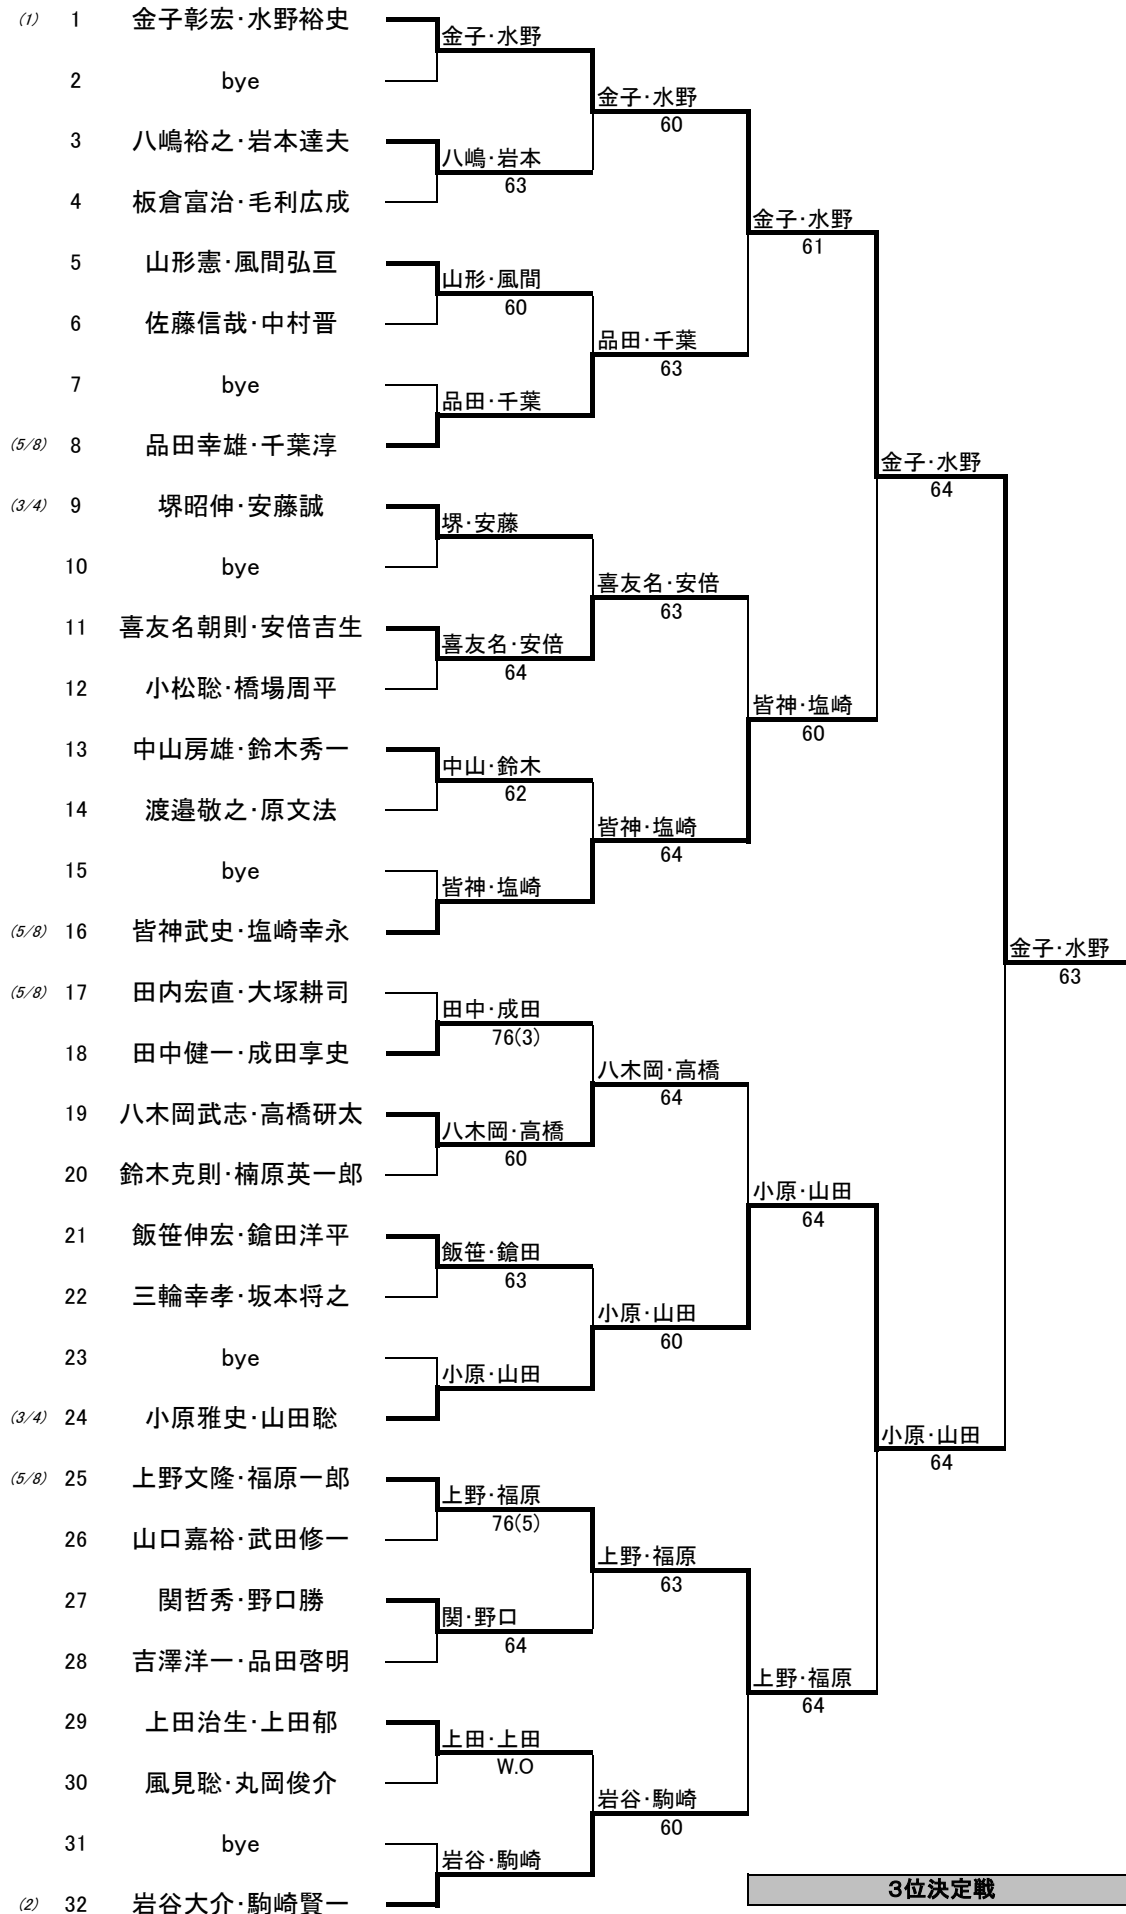 (1) 1 金子彰宏・水野裕史
金子・水野
2 bye
金子・水野
60
3 八嶋裕之・岩本達夫
八嶋・岩本
63
4 板倉富治・毛利広成
金子・水野
61
5 山形憲・風間弘亘
山形・風間
60
6 佐藤信哉・中村晋
品田・千葉
63
7 bye
品田・千葉
(5/8) 8 品田幸雄・千葉淳
金子・水野
64
(3/4) 9 堺昭伸・安藤誠
堺・安藤
10 bye
喜友名・安倍
63
11 喜友名朝則・安倍吉生
喜友名・安倍
64
12 小松聡・橋場周平
皆神・塩崎
60
13 中山房雄・鈴木秀一
中山・鈴木
62
14 渡邉敬之・原文法
皆神・塩崎
64
15 bye
皆神・塩崎
(5/8) 16 皆神武史・塩崎幸永
金子・水野
63
(5/8) 17 田内宏直・大塚耕司
田中・成田
76(3)
18 田中健一・成田享史
八木岡・高橋
64
19 八木岡武志・高橋研太
八木岡・高橋
60
20 鈴木克則・楠原英一郎
小原・山田
64
21 飯笹伸宏・鎗田洋平
飯笹・鎗田
63
22 三輪幸孝・坂本将之
小原・山田
60
23 bye
小原・山田
(3/4) 24 小原雅史・山田聡
小原・山田
64
(5/8) 25 上野文隆・福原一郎
上野・福原
76(5)
26 山口嘉裕・武田修一
上野・福原
63
27 関哲秀・野口勝
関・野口
64
28 吉澤洋一・品田啓明
上野・福原
64
29 上田治生・上田郁
上田・上田
W.O
30 風見聡・丸岡俊介
岩谷・駒崎
60
31 bye
岩谷・駒崎
3位決定戦
(2) 32 岩谷大介・駒崎賢一